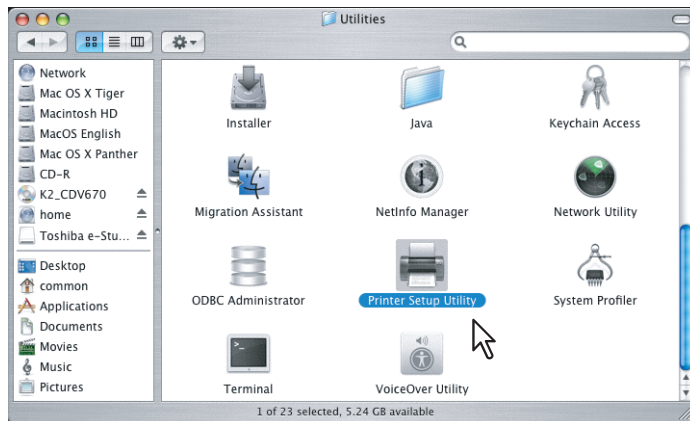 Utilities
Network
Mac OS X Tiger
Macintosh HD
MacOS English
Mac OS X Panther
CD-R
K2_CDV670
home
Toshiba e-Stu...
Desktop
common
Applications
Documents
Movies
Music
Pictures
Installer
Java
Keychain Access
Migration Assistant
NetInfo Manager
Network Utility
ODBC Administrator
Printer Setup Utility
System Profiler
Terminal
VoiceOver Utility
1 of 23 selected, 5.24 GB available